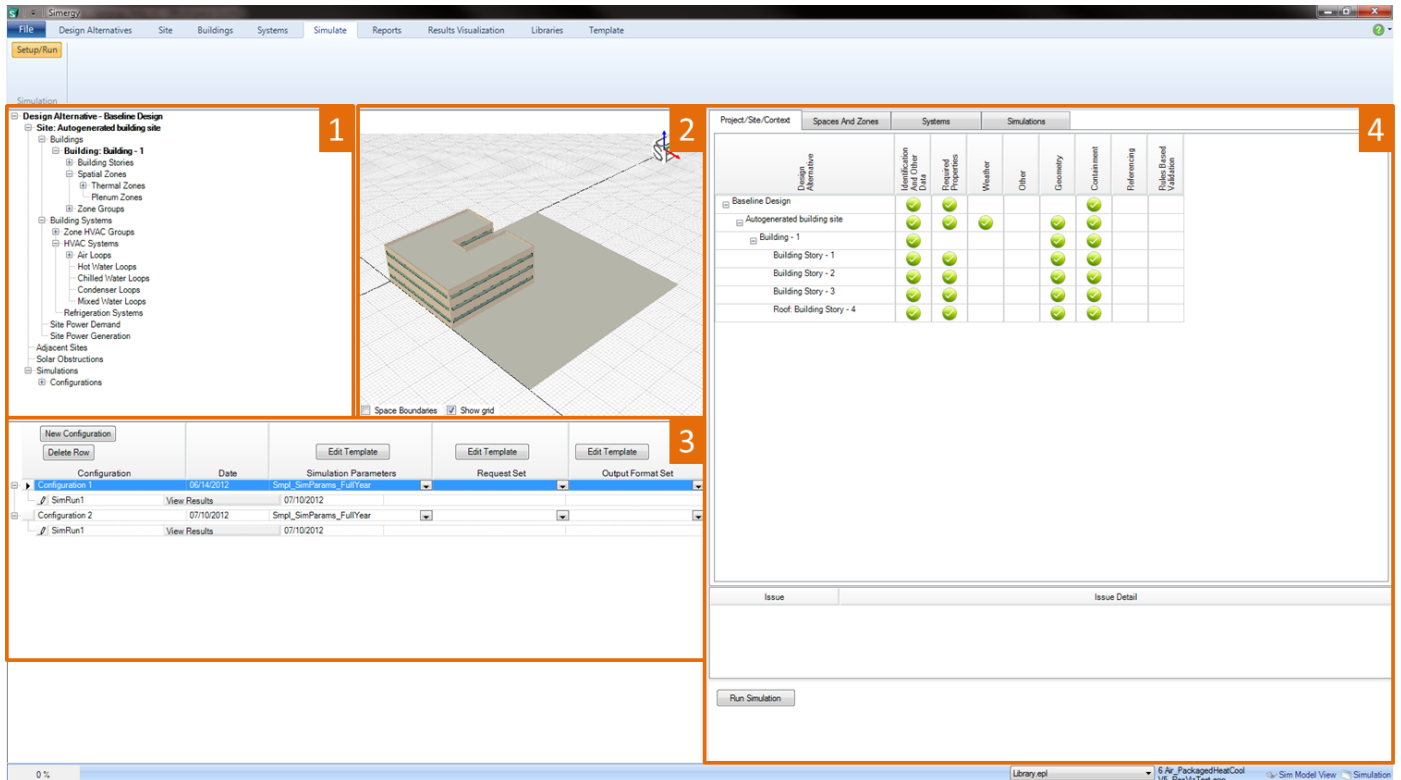 Simergy
File Design Alternatives Site Buildings Systems Simulate Reports Results Visualization Libraries Template
Setup/Run
Simulation
1
Design Alternative - Baseline Design
Site: Autogenerated building site
Buildings
Building: Building - 1
Building Stories
Spatial Zones
Thermal Zones
Plenum Zones
Zone Groups
Building Systems
Zone HVAC Groups
HVAC Systems
Air Loops
Hot Water Loops
Chilled Water Loops
Condenser Loops
Mixed Water Loops
Refrigeration Systems
Site Power Demand
Site Power Generation
Adjacent Sites
Solar Obstructions
Simulations
Configurations
2
Space Boundaries Show grid
3
New Configuration
Delete Row Edit Template Edit Template Edit Template
Configuration Date Simulation Parameters Request Set Output Format Set
Configuration 1 06/14/2012 Smpl_SimParams_FullYear
SimRun1 View Results 07/10/2012
Configuration 2 07/10/2012 Smpl_SimParams_FullYear
SimRun1 View Results 07/10/2012
4
Project/Site/Context Spaces And Zones Systems Simulations
Design
Alternative
Identification
And Other
Data
Required
Properties
Weather
Other
Geometry
Containment
Referencing
Rules Based
Validation
Baseline Design
Autogenerated building site
Building - 1
Building Story - 1
Building Story - 2
Building Story - 3
Roof: Building Story - 4
Issue Issue Detail
Run Simulation
0 % Library.epl 6 Air_PackagedHeatCool Sim Model View Simulation